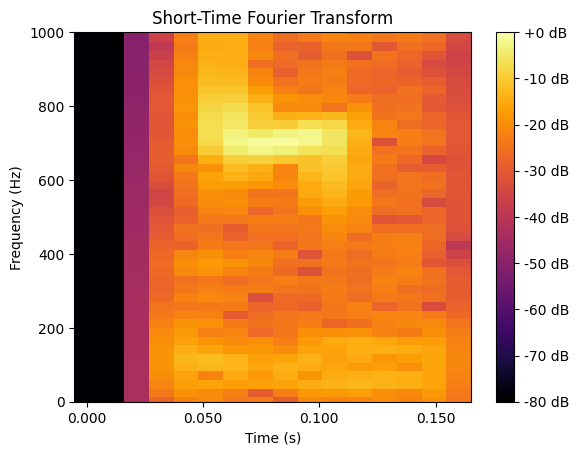 Short-Time Fourier Transform
1000
800
600
400
200
0
Frequency (Hz)
0.000
0.050
0.100
0.150
Time (s)
+0 dB
-10 dB
-20 dB
-30 dB
-40 dB
-50 dB
-60 dB
-70 dB
-80 dB